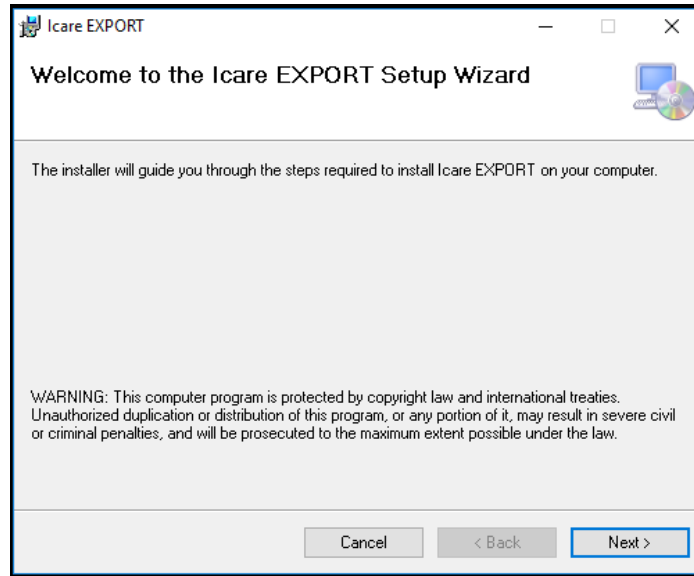 Icare EXPORT
Welcome to the Icare EXPORT Setup Wizard
The installer will guide you through the steps required to install Icare EXPORT on your computer.
WARNING: This computer program is protected by copyright law and international treaties.
Unauthorized duplication or distribution of this program, or any portion of it, may result in severe civil
or criminal penalties, and will be prosecuted to the maximum extent possible under the law.
Cancel
< Back
Next >